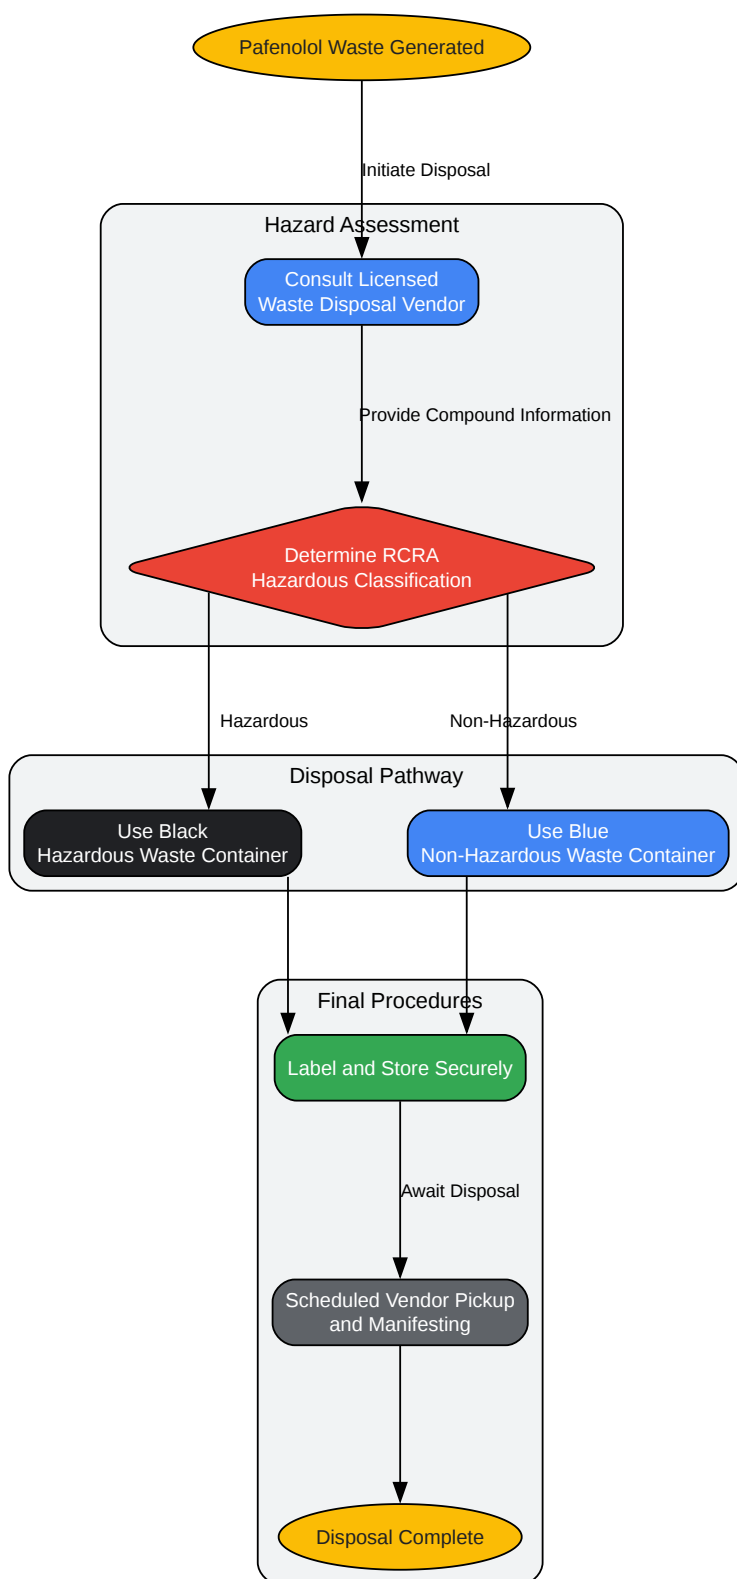 Pafenolol Waste Generated
Initiate Disposal
Hazard Assessment
Consult Licensed
Waste Disposal Vendor
Provide Compound Information
Determine RCRA
Hazardous Classification
Hazardous
Non-Hazardous
Disposal Pathway
Use Black
Hazardous Waste Container
Use Blue
Non-Hazardous Waste Container
Final Procedures
Label and Store Securely
Await Disposal
Scheduled Vendor Pickup
and Manifesting
Disposal Complete